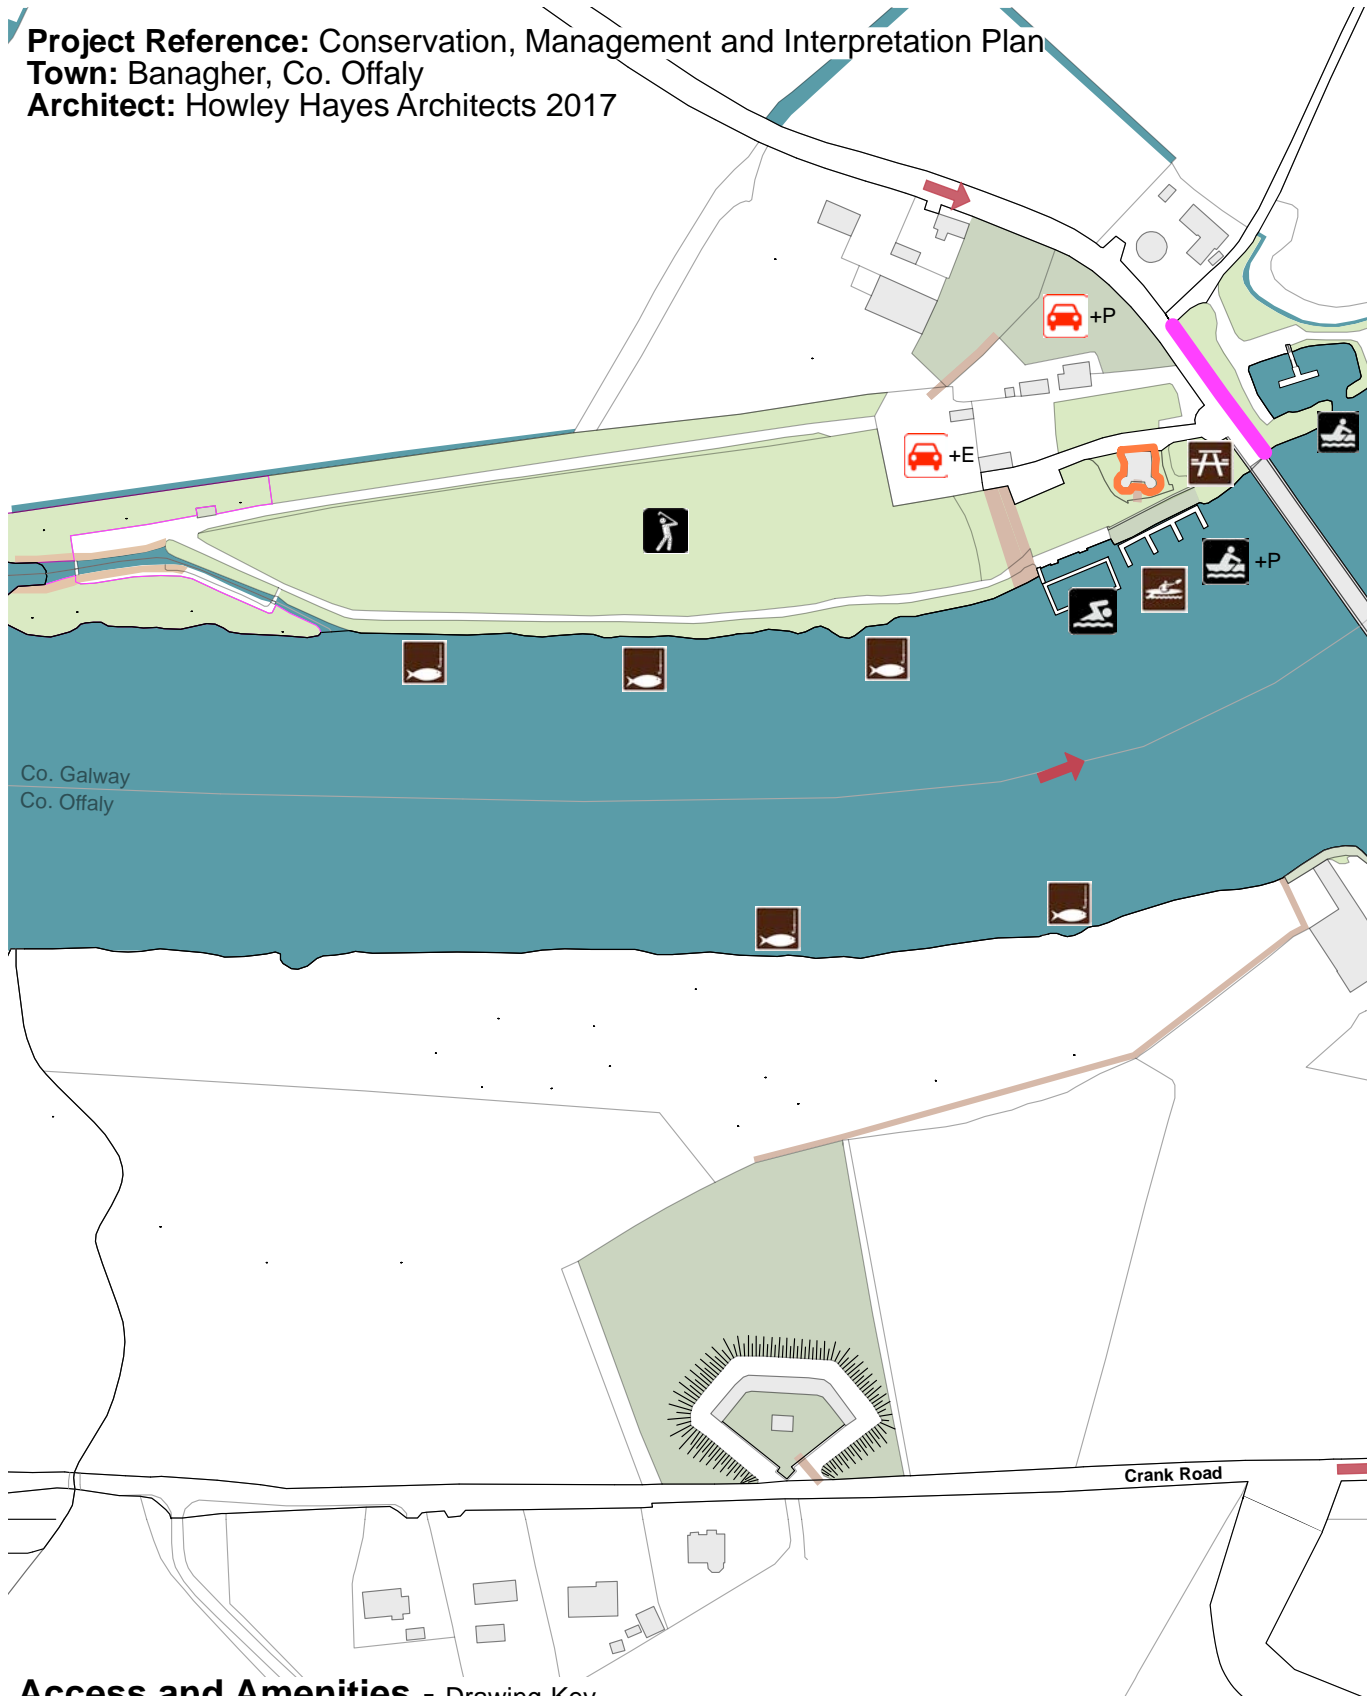 Project Reference: Conservation, Management and Interpretation Plan
Town: Banagher, Co. Offaly
Architect: Howley Hayes Architects 2017
+P
+E
+P
Co. Galway
Co. Offaly
Crank Road
Access and Amenities - Drawing Key